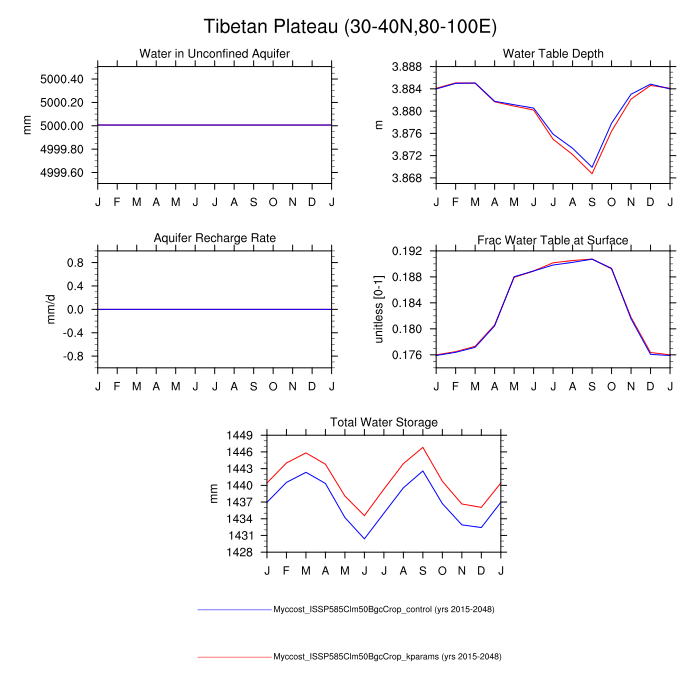 Tibetan Plateau (30-40N,80-100E)
Water in Unconfined Aquifer
5000.40
5000.20
5000.00
4999.80
4999.60
mm
J F M A M J J A S O N D J
Water Table Depth
3.888
3.884
3.880
3.876
3.872
3.868
m
J F M A M J J A S O N D J
Aquifer Recharge Rate
0.8
0.4
0.0
-0.4
-0.8
mm/d
J F M A M J J A S O N D J
Frac Water Table at Surface
0.192
0.188
0.184
0.180
0.176
unitless [0-1]
J F M A M J J A S O N D J
Total Water Storage
1449
1446
1443
1440
1437
1434
1431
1428
mm
J F M A M J J A S O N D J
Myccost_ISSP585Clm50BgcCrop_control (yrs 2015-2048)
Myccost_ISSP585Clm50BgcCrop_kparams (yrs 2015-2048)